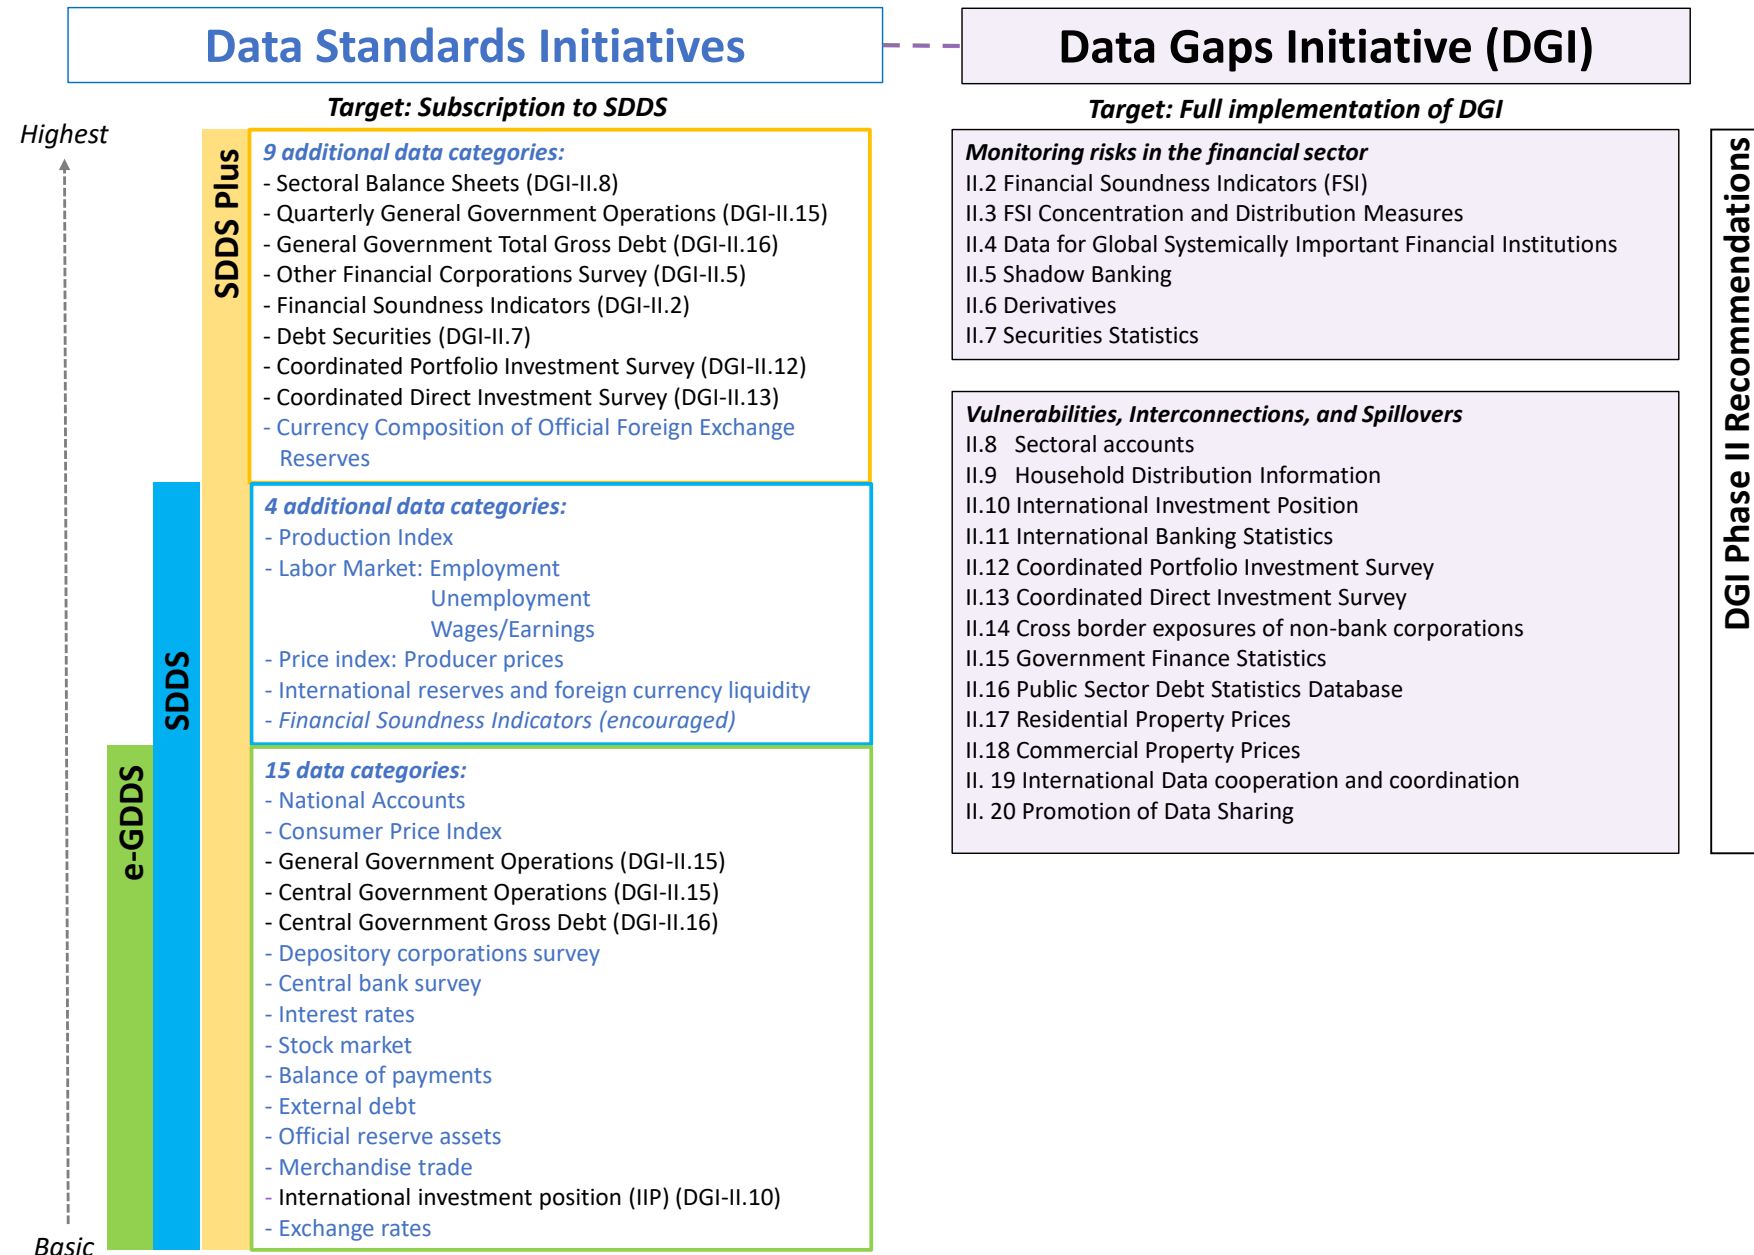 Data Standards Initiatives
Data Gaps Initiative (DGI)
Target: Subscription to SDDS
Target: Full implementation of DGI
Highest
Basic
SDDS Plus
SDDS
e-GDDS
9 additional data categories:
- Sectoral Balance Sheets (DGI-II.8)
- Quarterly General Government Operations (DGI-II.15)
- General Government Total Gross Debt (DGI-II.16)
- Other Financial Corporations Survey (DGI-II.5)
- Financial Soundness Indicators (DGI-II.2)
- Debt Securities (DGI-II.7)
- Coordinated Portfolio Investment Survey (DGI-II.12)
- Coordinated Direct Investment Survey (DGI-II.13)
- Currency Composition of Official Foreign Exchange
Reserves
4 additional data categories:
- Production Index
- Labor Market: Employment
Unemployment
Wages/Earnings
- Price index: Producer prices
- International reserves and foreign currency liquidity
- Financial Soundness Indicators (encouraged)
15 data categories:
- National Accounts
- Consumer Price Index
- General Government Operations (DGI-II.15)
- Central Government Operations (DGI-II.15)
- Central Government Gross Debt (DGI-II.16)
- Depository corporations survey
- Central bank survey
- Interest rates
- Stock market
- Balance of payments
- External debt
- Official reserve assets
- Merchandise trade
- International investment position (IIP) (DGI-II.10)
- Exchange rates
Monitoring risks in the financial sector
II.2 Financial Soundness Indicators (FSI)
II.3 FSI Concentration and Distribution Measures
II.4 Data for Global Systemically Important Financial Institutions
II.5 Shadow Banking
II.6 Derivatives
II.7 Securities Statistics
Vulnerabilities, Interconnections, and Spillovers
II.8 Sectoral accounts
II.9 Household Distribution Information
II.10 International Investment Position
II.11 International Banking Statistics
II.12 Coordinated Portfolio Investment Survey
II.13 Coordinated Direct Investment Survey
II.14 Cross border exposures of non-bank corporations
II.15 Government Finance Statistics
II.16 Public Sector Debt Statistics Database
II.17 Residential Property Prices
II.18 Commercial Property Prices
II. 19 International Data cooperation and coordination
II. 20 Promotion of Data Sharing
DGI Phase II Recommendations